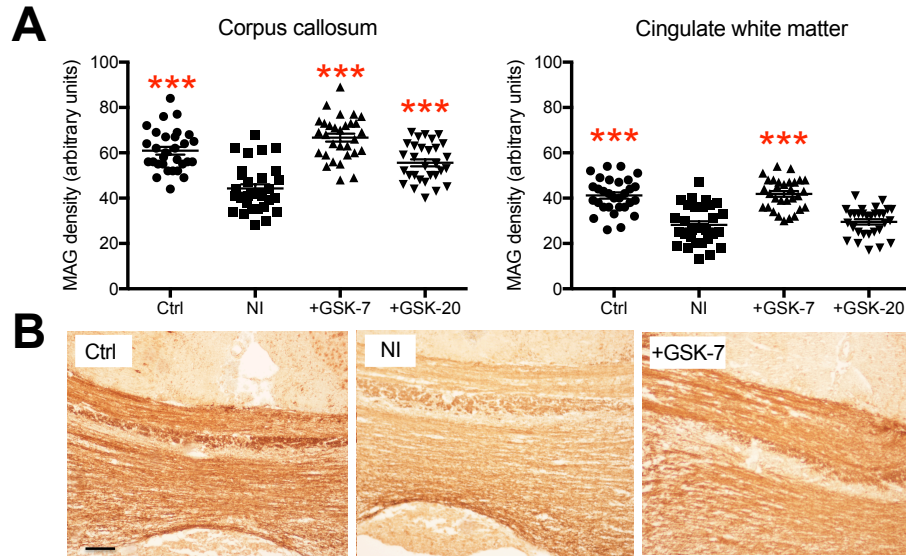 A
Corpus callosum
MAG density (arbitrary units)
100
80
60
40
20
0
***
***
***
Ctrl
NI
+GSK-7
+GSK-20
Cingulate white matter
MAG density (arbitrary units)
100
80
60
40
20
0
***
***
Ctrl
NI
+GSK-7
+GSK-20
B
Ctrl
NI
+GSK-7